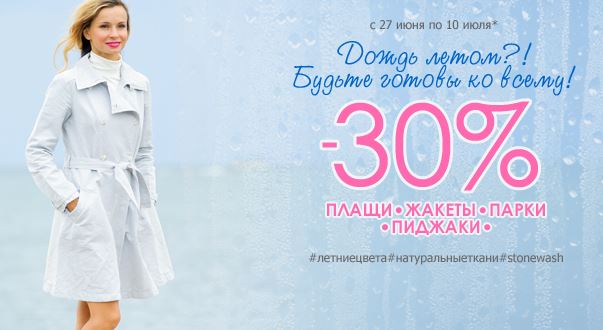 с 27 июня по 10 июля*
Дождь летом?!
Будьте готовы ко всему!
-30%
ПЛАЩИ•ЖАКЕТЫ•ПАРКИ
•ПИДЖАКИ•
#летниецвета#натуральныеткани#stonewash